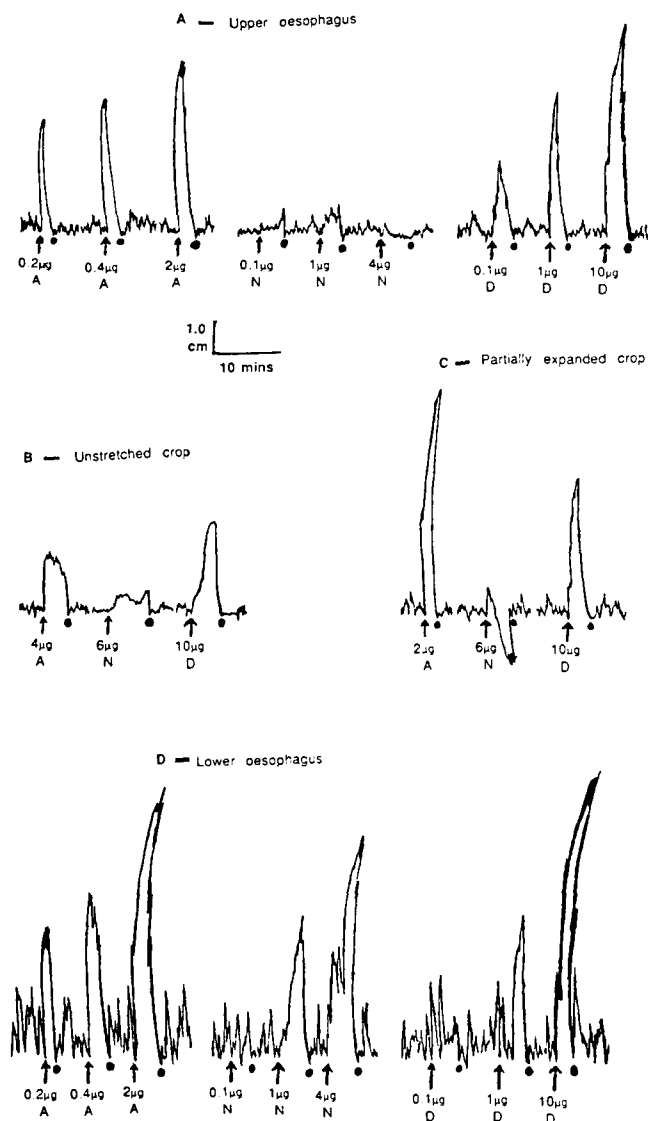 A — Upper oesophagus
0.2µg 0.4µg 2µg 0.1µg 1µg 4µg 0.1µg 1µg 10µg
A A A N N N D D D
1.0
cm
10 mins
C — Partially expanded crop
B — Unstretched crop
4µg 6µg 10µg 2µg 6µg 10µg
A N D A N D
D — Lower oesophagus
0.2µg 0.4µg 2µg 0.1µg 1µg 4µg 0.1µg 1µg 10µg
A A A N N N D D D